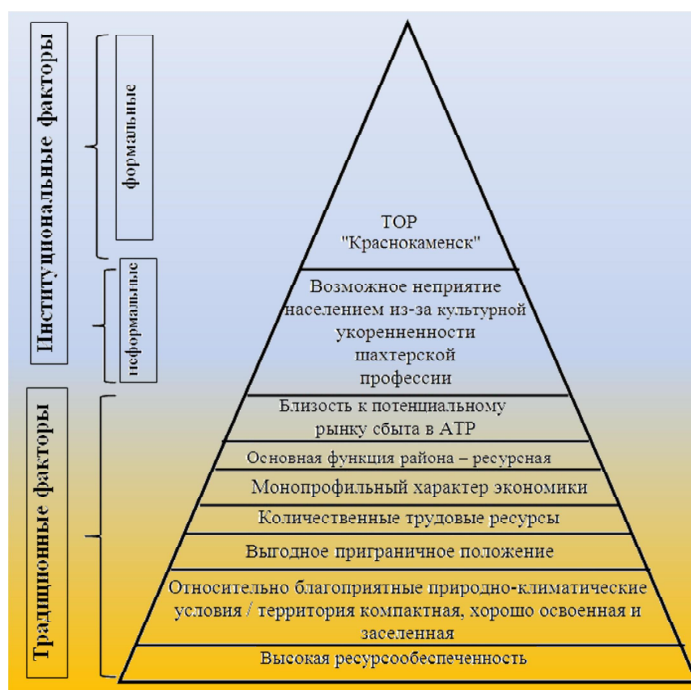 Институциональные факторы
формальные
неформальные
Традиционные факторы
ТОР
"Краснокаменск"
Возможное неприятие
населением из-за культурной
укоренненности
шахтерской
профессии
Близость к потенциальному
рынку сбыта в АТР
Основная функция района – ресурсная
Монопрофильный характер экономики
Количественные трудовые ресурсы
Выгодное приграничное положение
Относительно благоприятные природно-климатические
условия / территория компактная, хорошо освоенная и
заселенная
Высокая ресурсообеспеченность